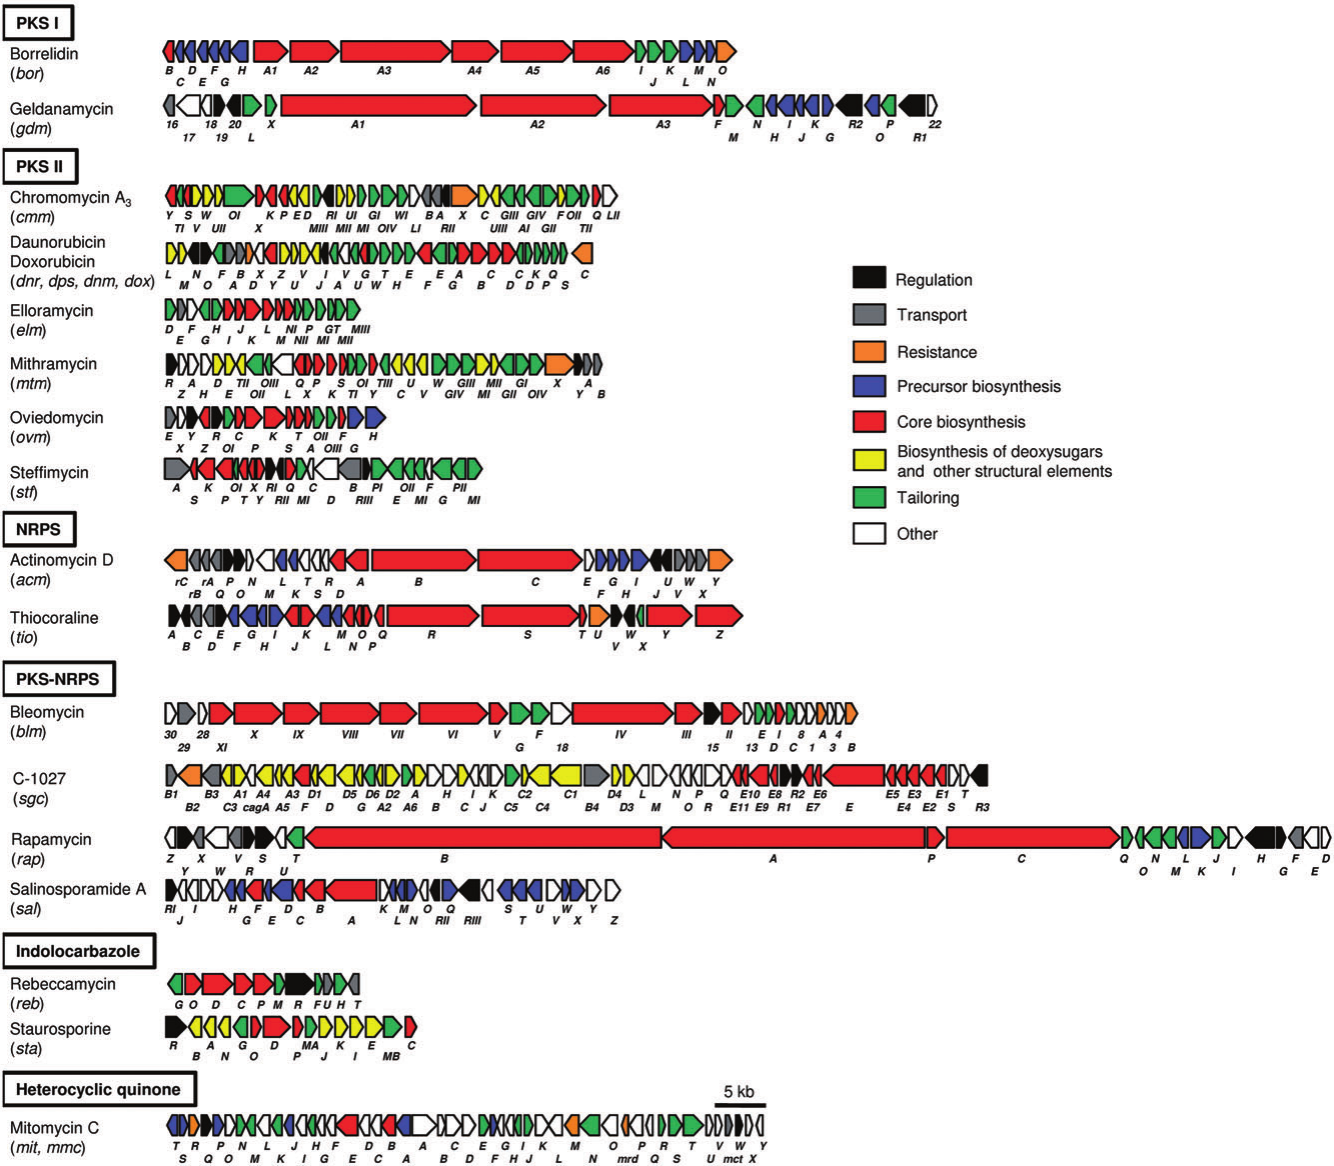 PKS I
Borrelidin
(bor)
B D F H A1 A2 A3 A4 A5 A6 I K M O
C E G J L N
Geldanamycin
(gdm)
16 18 20 X A1 A2 A3 F N I K R2 P 22
17 19 L M H J G O R1
PKS II
Chromomycin A3
(cmm)
Y S W OI K P E D RI UI GI WI B A X C GIII GIV F OII Q LII
TI V UII X MIII MII MI OIV LI RII UIII AI GII TII
Daunorubicin
Doxorubicin
(dnr, dps, dnm, dox)
L N F B X Z V I V G T E E A C C K Q C
M O A D Y U J A U W H F G B D D P S
Elloramycin
(elm)
D F H J L NI P GT MIII
E G I K M NII MI MII
Mithramycin
(mtm)
R A D TII OIII Q P S OI TIII U W GIII MII GI X A
Z H E OII L X K TI Y C V GIV MI GII OIV Y B
Oviedomycin
(ovm)
E Y R C K T OII F H
X Z OI P S A OIII G
Steffimycin
(stf)
A K OI X RI Q C B PI OII F PII
S P T Y RII MI D RIII E MI G MI
NRPS
Actinomycin D
(acm)
rC rA P N L T R A B C E G I U W Y
rB Q O M K S D F H J V X
Thiocoraline
(tio)
A C E G I K M O Q R S T U W Y Z
B D F H J L N P V X
PKS-NRPS
Bleomycin
(blm)
30 28 X IX VIII VII VI V F IV III II E I 8 A 4
29 XI G 18 15 13 D C 1 3 B
C-1027
(sgc)
B1 B3 A1 A4 A3 D1 D5 D6 D2 A H I K C2 C1 D4 L N P Q E10 E8 R2 E6 E5 E3 E1 T
B2 C3 cagA A5 F D G A2 A6 B C J C5 C4 B4 D3 M O R E11 E9 R1 E7 E E4 E2 S R3
Rapamycin
(rap)
Z X V S T B A P C Q N L J H F D
Y W R U O M K I G E
Salinosporamide A
(sal)
RI I H F D B K M O Q S U W Y
J G E C A L N RII RIII T V X Z
Indolocarbazole
Rebeccamycin
(reb)
G O D C P M R F U H T
Staurosporine
(sta)
R A G D MA K E C
B N O P J I MB
Heterocyclic quinone
5 kb
Mitomycin C
(mit, mmc)
T R P N L J H F D B A C E G I K M O P R T V W Y
S Q O M K I G E C A B D F H J L N mrd Q S U mct X
Regulation
Transport
Resistance
Precursor biosynthesis
Core biosynthesis
Biosynthesis of deoxysugars
and other structural elements
Tailoring
Other